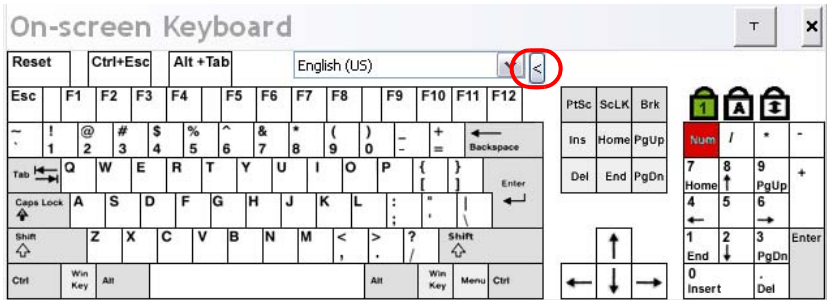 On-screen Keyboard T ×
Reset Ctrl+Esc Alt +Tab English (US) <
Esc F1 F2 F3 F4 F5 F6 F7 F8 F9 F10 F11 F12
PtSc ScLK Brk
1 A
~ ! @ # $ % ^ & * ( ) _ + Backspace
` 1 2 3 4 5 6 7 8 9 0 - =
Ins Home PgUp
Num / * -
Tab Q W E R T Y U I O P { } Enter
[ ]
Del End PgDn
7 8 9 +
Home PgUp
Caps Lock A S D F G H J K L : " |
; ' \
4 5 6
Shift Z X C V B N M < > ? Shift
, . /
1 2 3 Enter
End PgDn
Ctrl Win Key Alt Alt Win Key Menu Ctrl
0 .
Insert Del